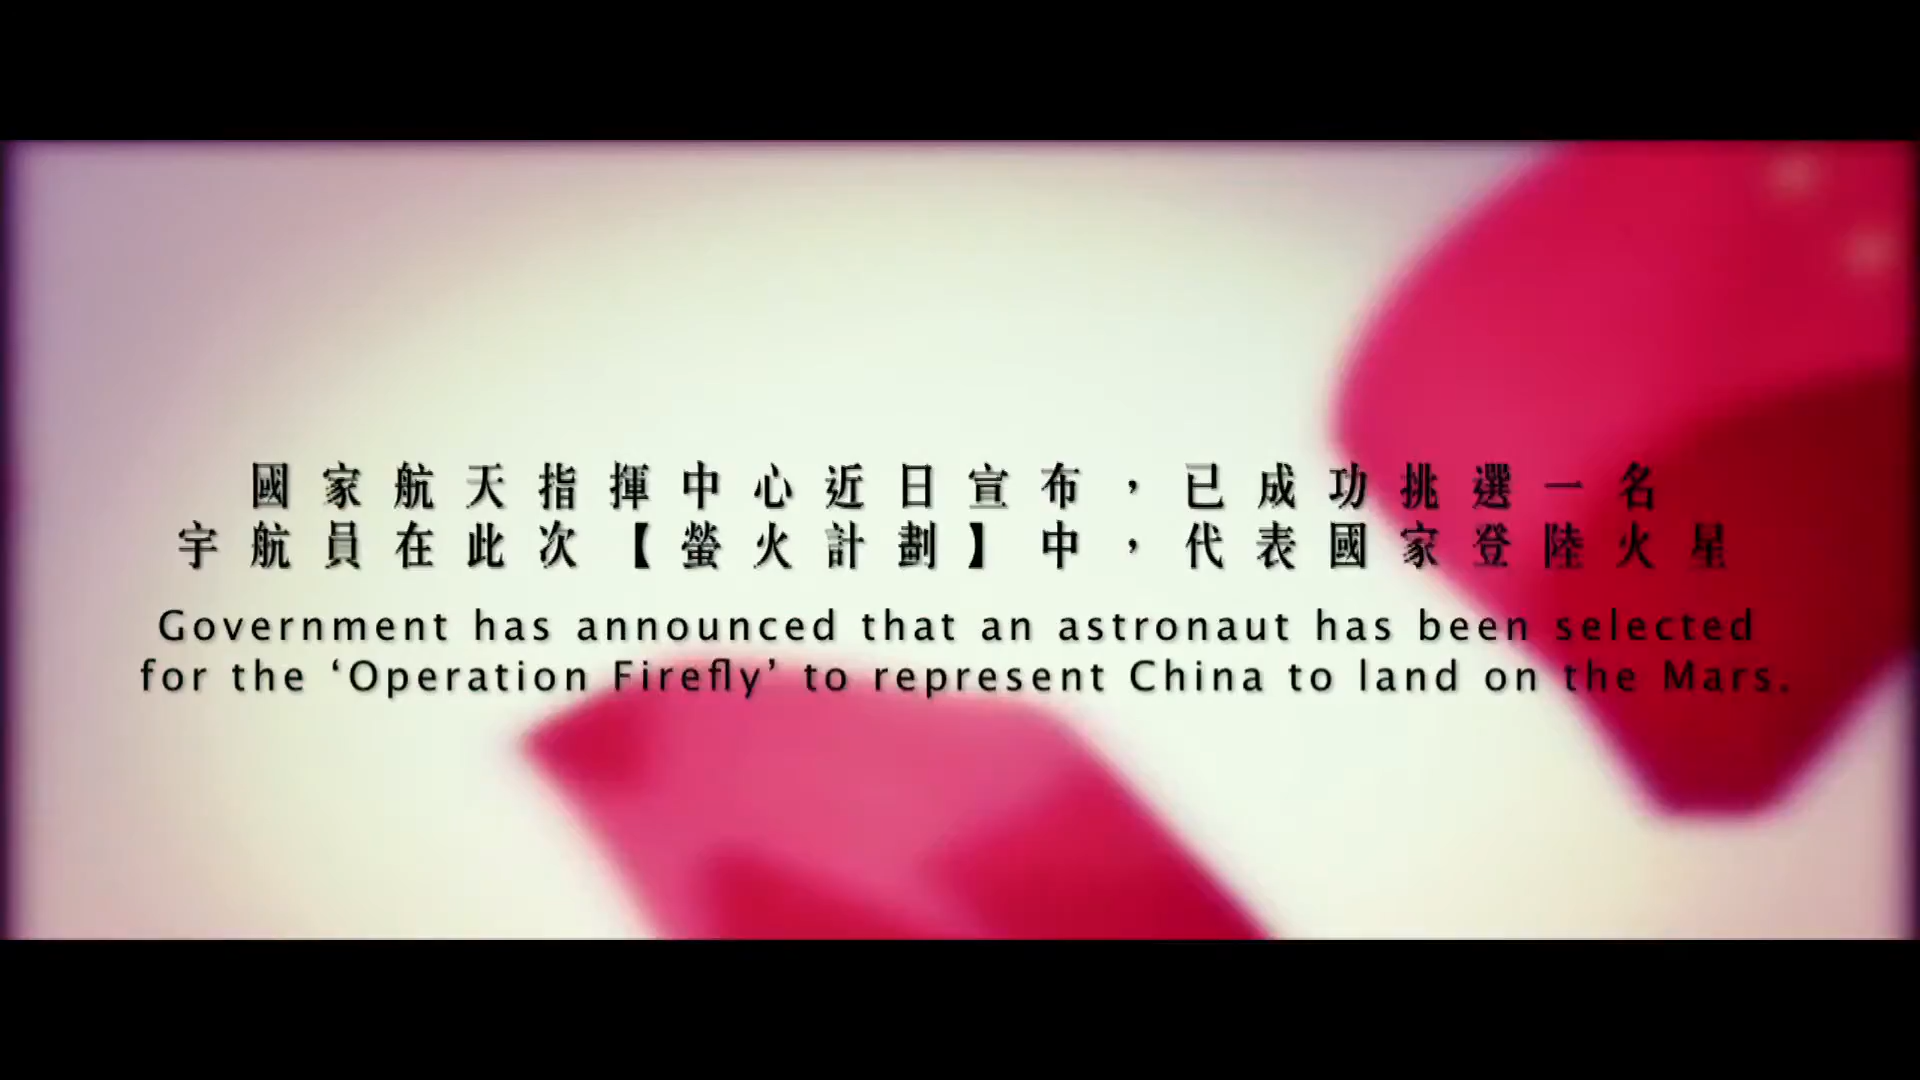 國家航天指揮中心近日宣布，已成功挑選一名
宇航員在此次【螢火計劃】中，代表國家登陸火星
Government has announced that an astronaut has been selected
for the ‘Operation Firefly’ to represent China to land on the Mars.